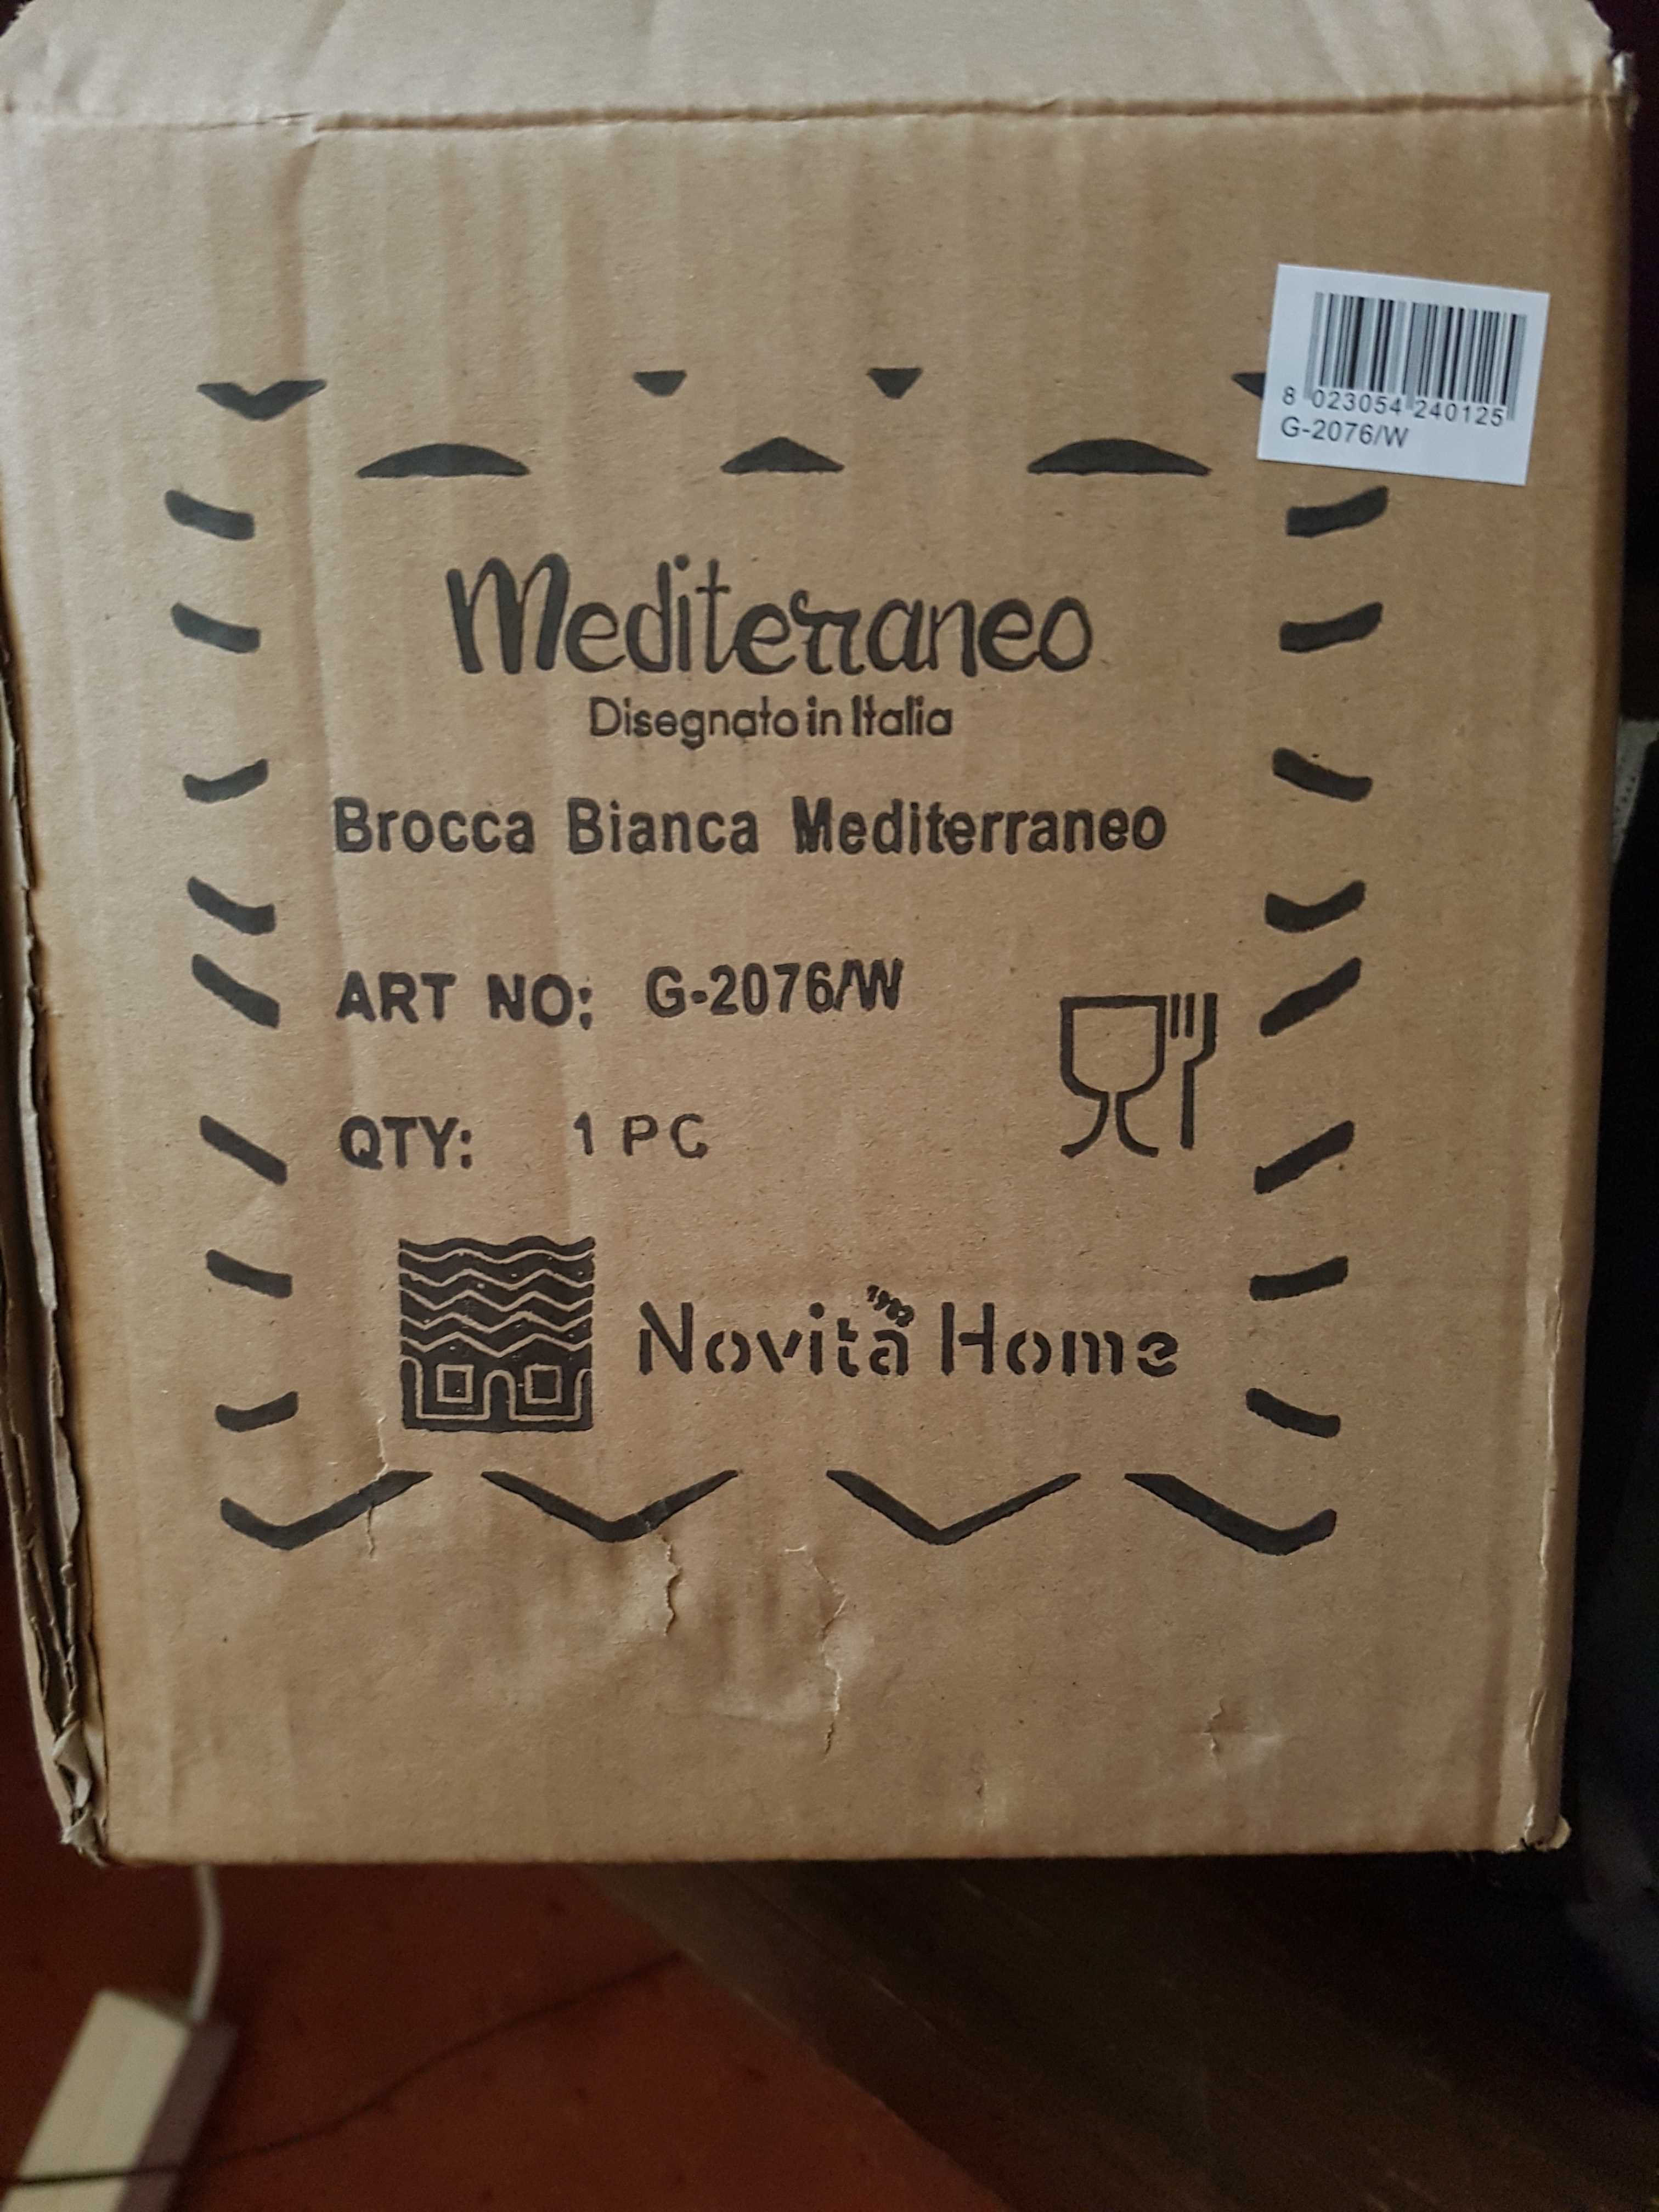 8 023054 240125
G-2076/W
Mediterraneo
Disegnato in Italia
Brocca Bianca Mediterraneo
ART NO: G-2076/W
QTY: 1 PC
1982
Novità Home